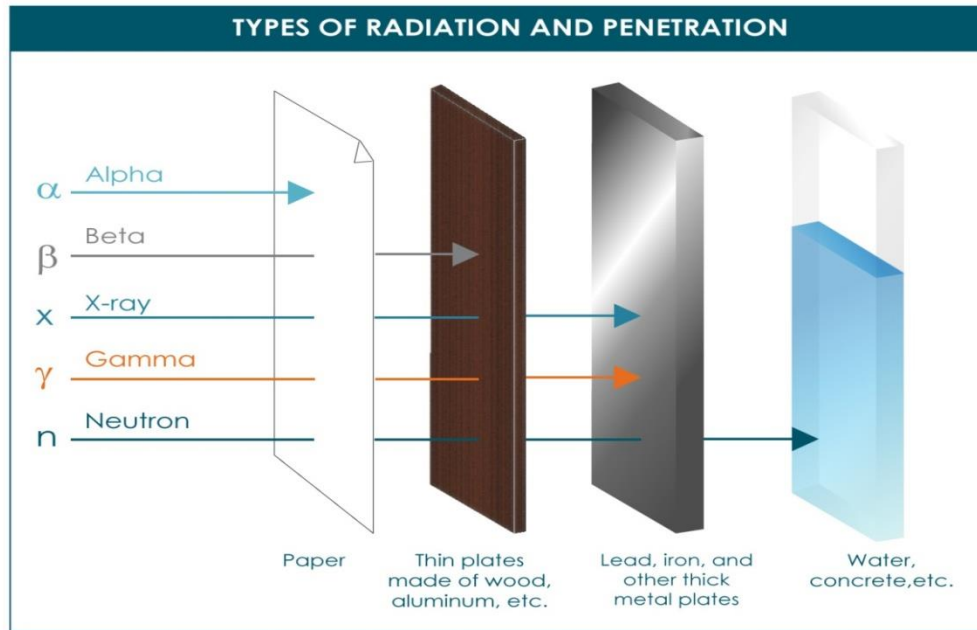 TYPES OF RADIATION AND PENETRATION
α Alpha
β Beta
x X-ray
γ Gamma
n Neutron
Paper
Thin plates
made of wood,
aluminum, etc.
Lead, iron, and
other thick
metal plates
Water,
concrete,etc.